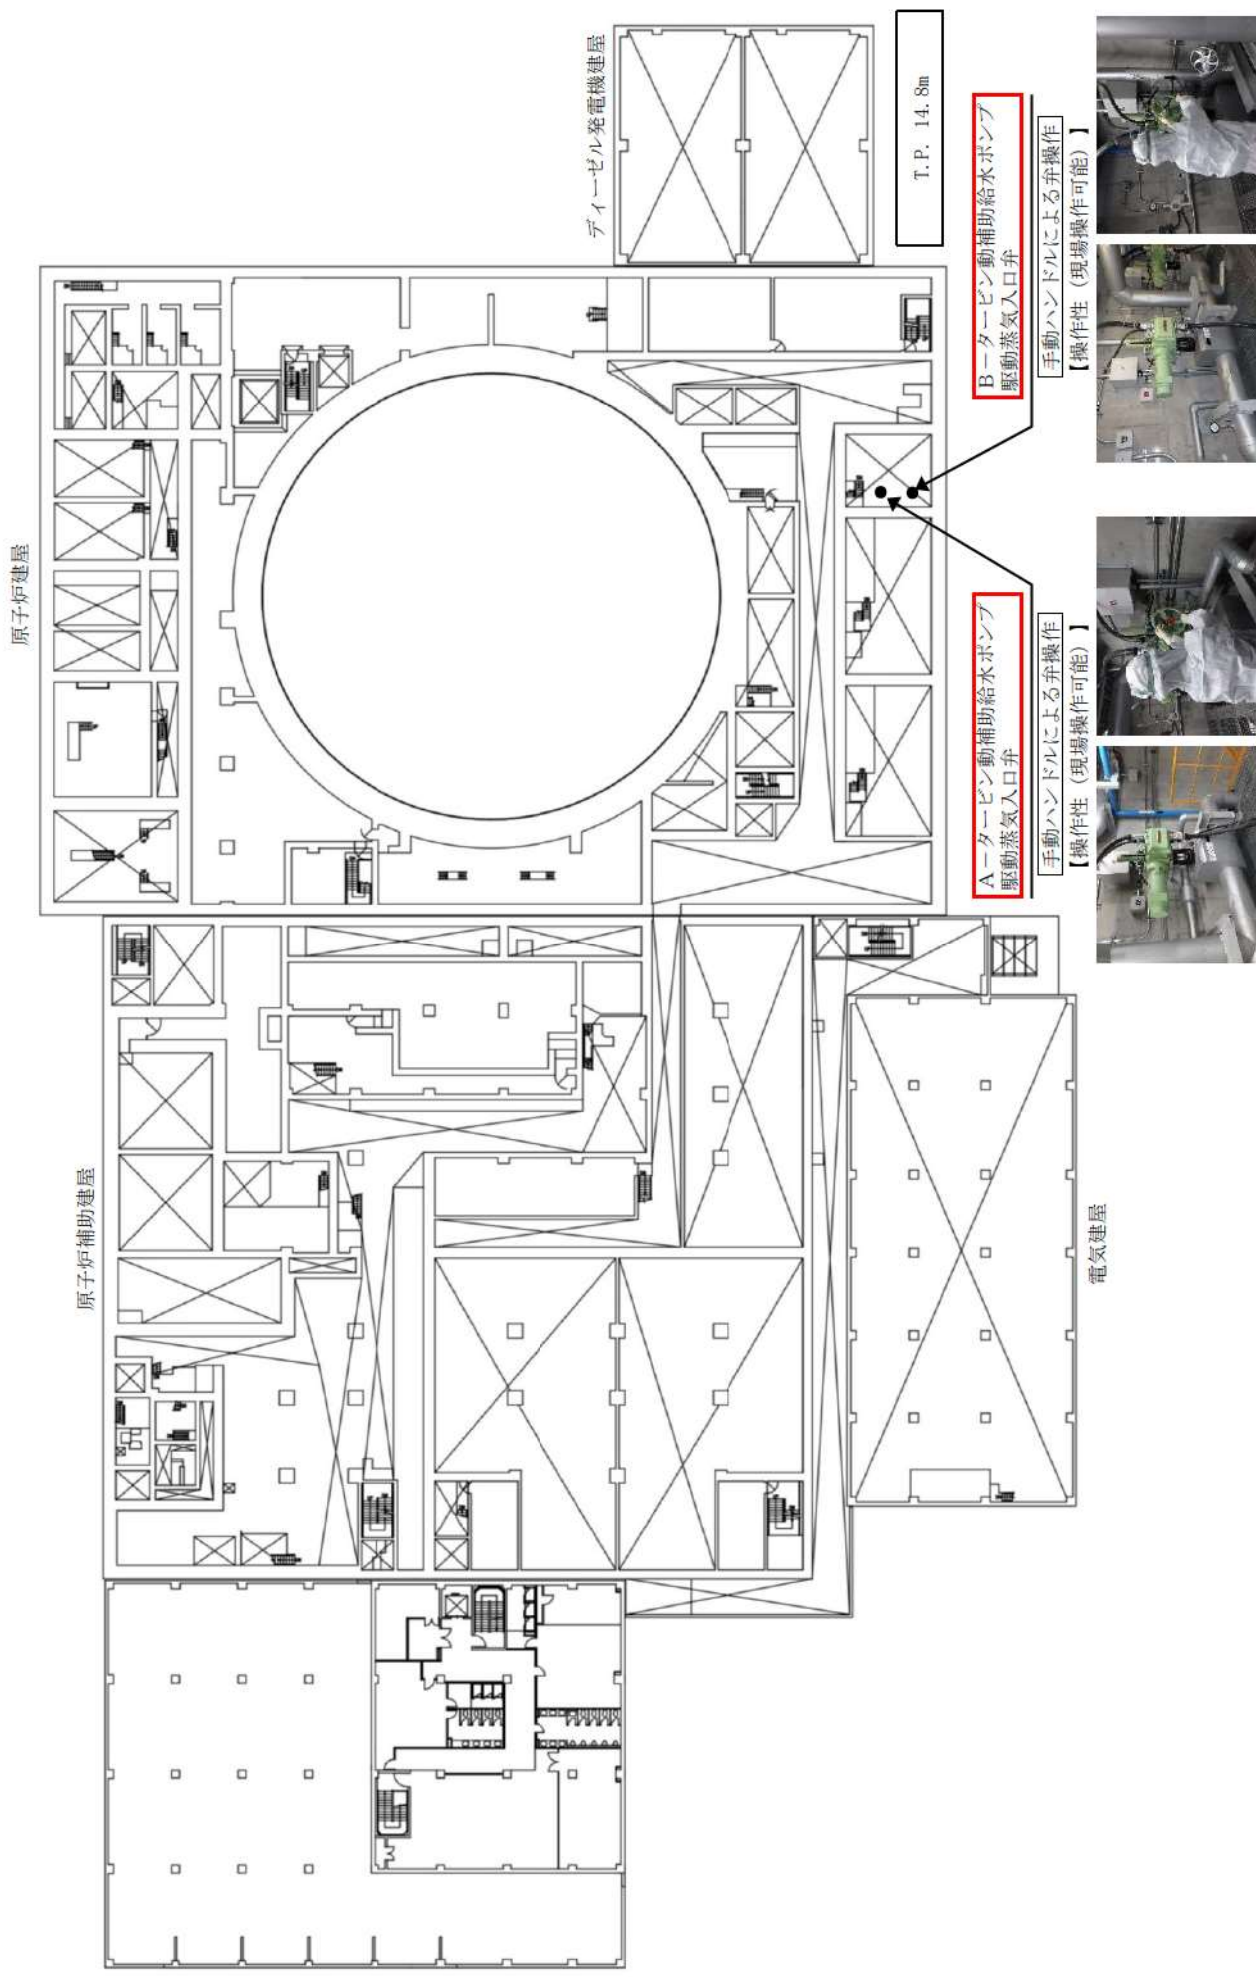 原子炉建屋
ディーゼル発電機建屋
T.P. 14.8m
原子炉補助建屋
電気建屋
A-タービン動補助給水ポンプ
駆動蒸気入口弁
手動ハンドルによる弁操作
【操作性（現場操作可能）】
B-タービン動補助給水ポンプ
駆動蒸気入口弁
手動ハンドルによる弁操作
【操作性（現場操作可能）】